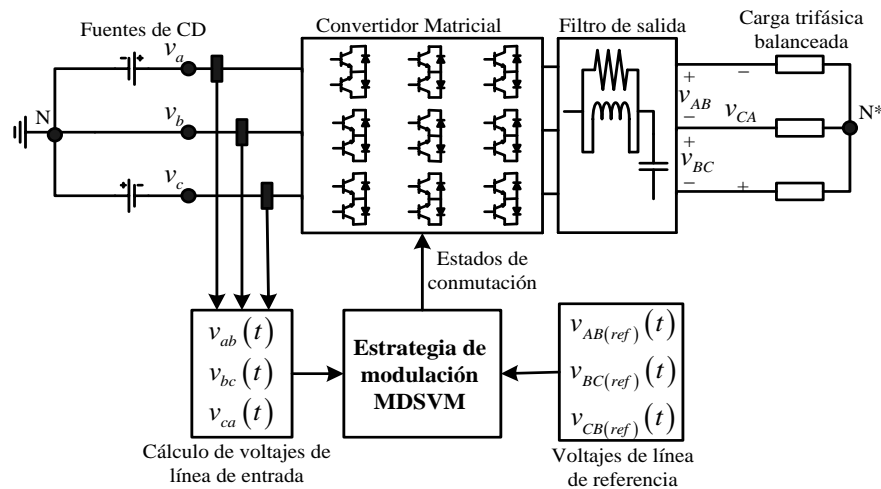 Fuentes de CD
Convertidor Matricial
Filtro de salida
Carga trifásica
balanceada
v_a
N
v_b
v_c
+
-
+
-
+
−
v_AB
−
v_CA
N*
+
v_BC
−
+
Estados de
conmutación
v_ab(t)
v_bc(t)
v_ca(t)
Estrategia de
modulación
MDSVM
v_AB(ref)(t)
v_BC(ref)(t)
v_CB(ref)(t)
Cálculo de voltajes de
línea de entrada
Voltajes de línea
de referencia